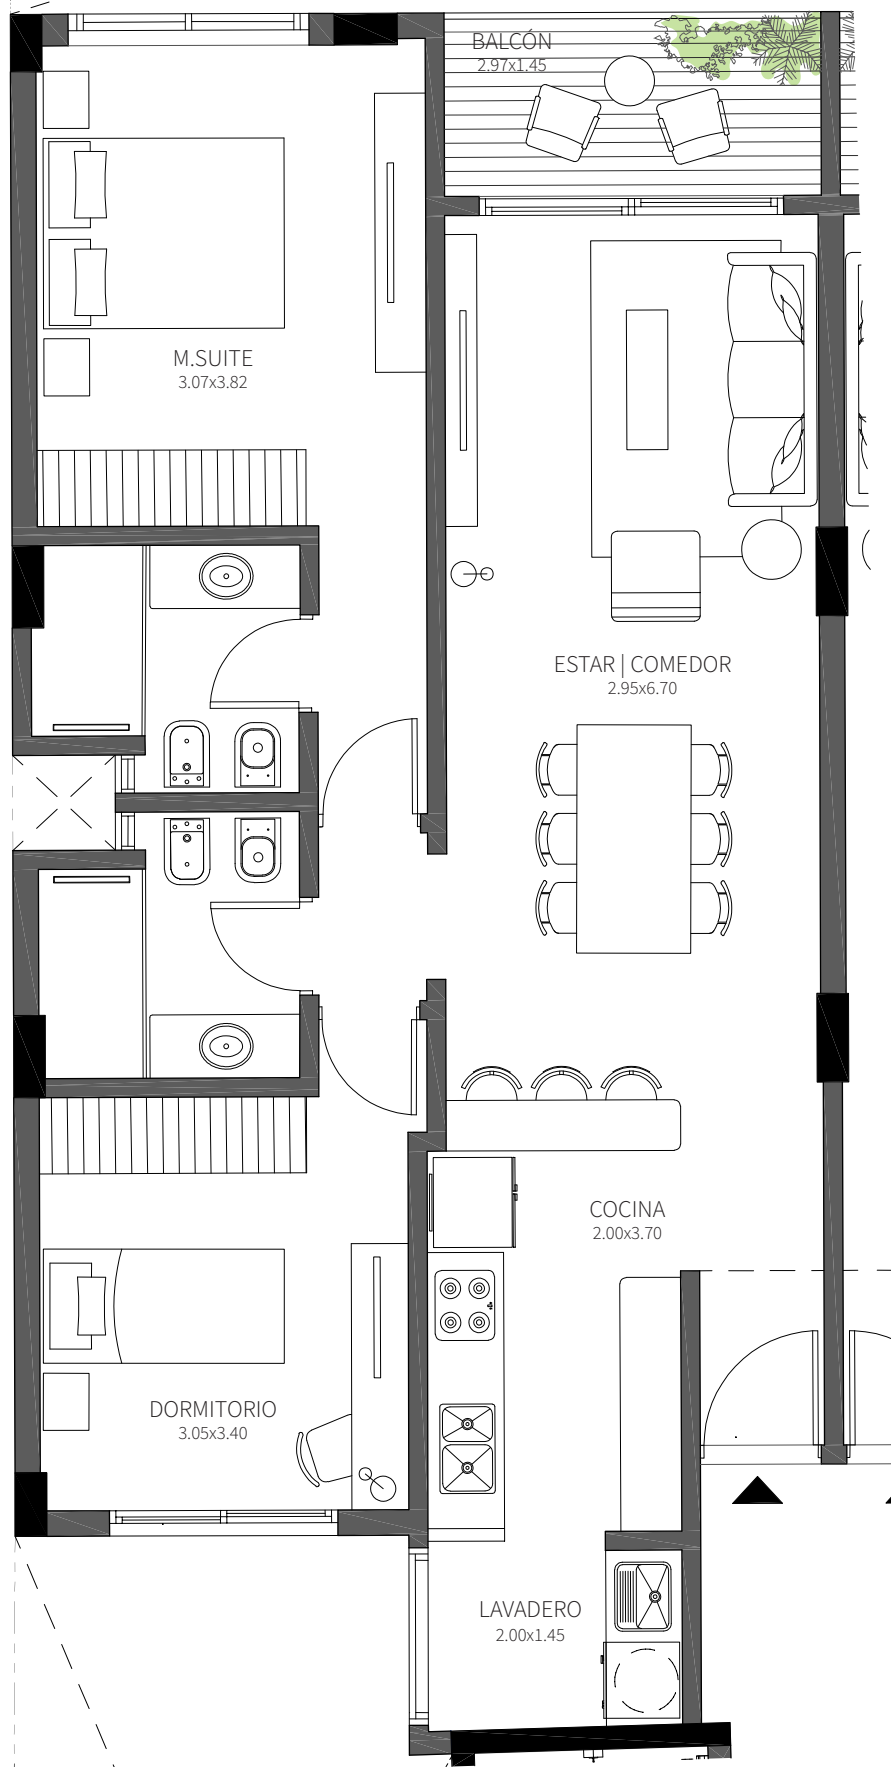 BALCÓN
2.97x1.45
M.SUITE
3.07x3.82
ESTAR | COMEDOR
2.95x6.70
COCINA
2.00x3.70
DORMITORIO
3.05x3.40
LAVADERO
2.00x1.45